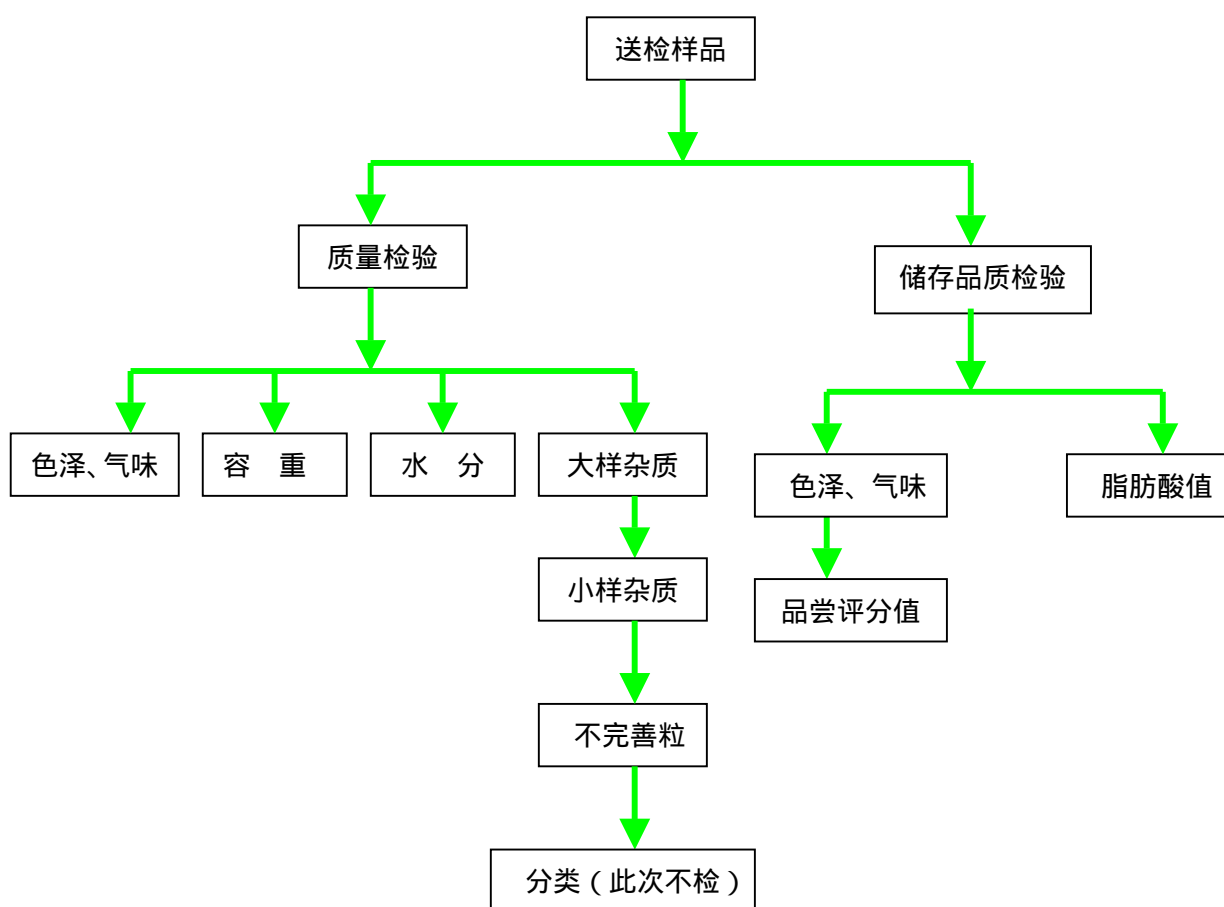 送检样品
质量检验
储存品质检验
色泽、气味
容 重
水 分
大样杂质
色泽、气味
脂肪酸值
小样杂质
品尝评分值
不完善粒
分类（此次不检）